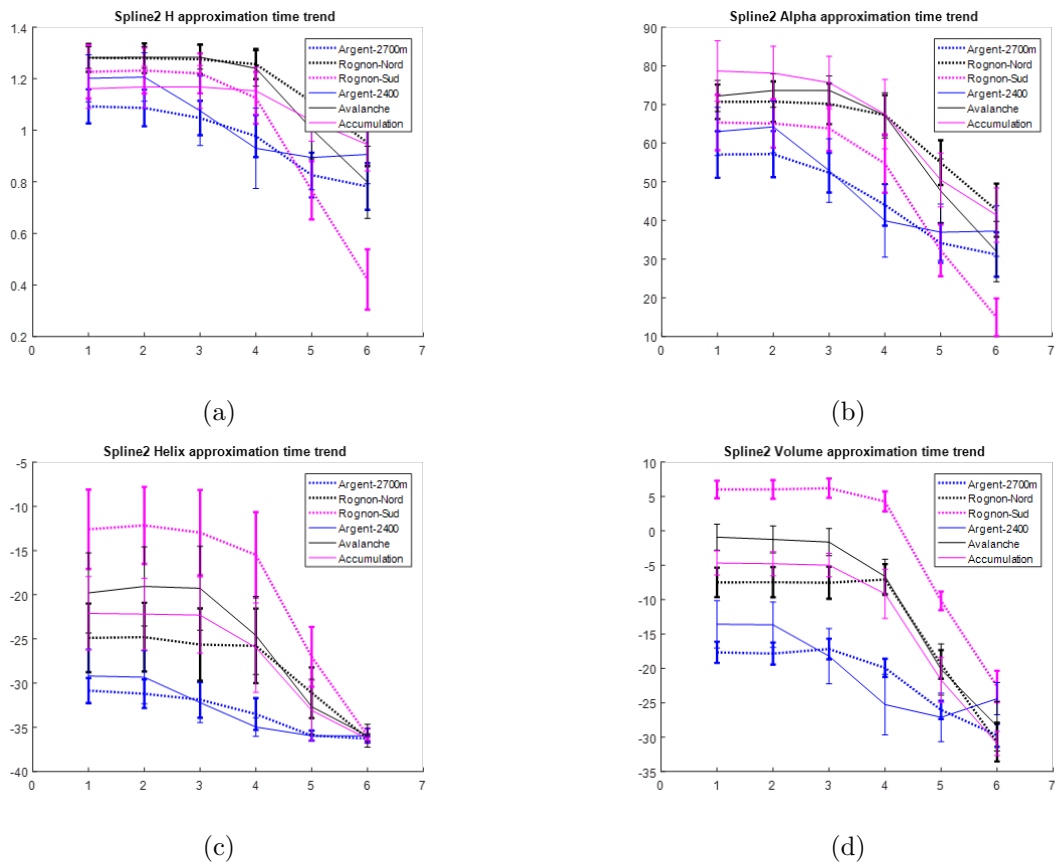 Spline2 H approximation time trend
1.4
1.2
1
0.8
0.6
0.4
0.2
0 1 2 3 4 5 6 7
Argent-2700m
Rognon-Nord
Rognon-Sud
Argent-2400
Avalanche
Accumulation
(a)
Spline2 Alpha approximation time trend
90
80
70
60
50
40
30
20
10
0 1 2 3 4 5 6 7
Argent-2700m
Rognon-Nord
Rognon-Sud
Argent-2400
Avalanche
Accumulation
(b)
Spline2 Helix approximation time trend
-5
-10
-15
-20
-25
-30
-35
-40
0 1 2 3 4 5 6 7
Argent-2700m
Rognon-Nord
Rognon-Sud
Argent-2400
Avalanche
Accumulation
(c)
Spline2 Volume approximation time trend
10
5
0
-5
-10
-15
-20
-25
-30
-35
0 1 2 3 4 5 6 7
Argent-2700m
Rognon-Nord
Rognon-Sud
Argent-2400
Avalanche
Accumulation
(d)